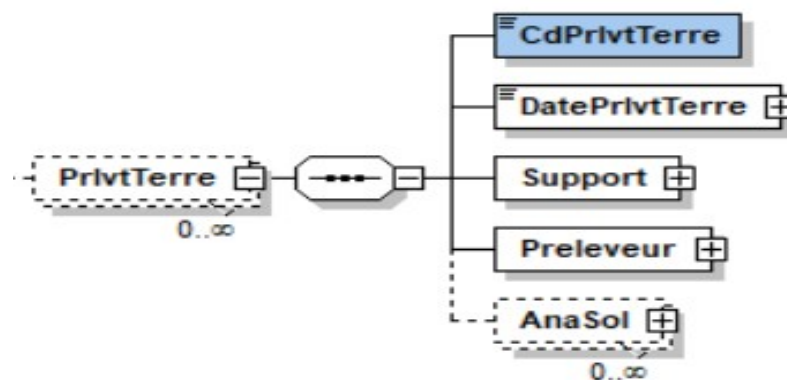 CdPrlvtTerre
DatePrlvtTerre
PrlvtTerre
0..∞
Support
Preleveur
AnaSol
0..∞